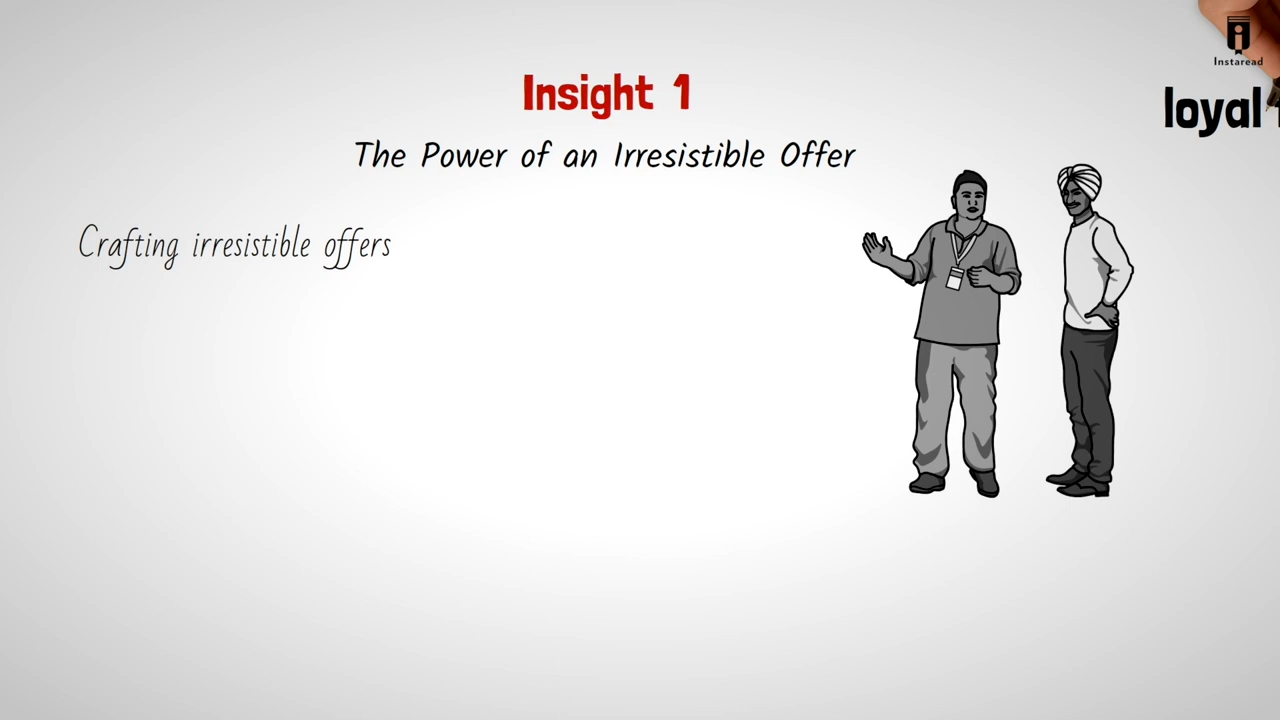 Insight 1
The Power of an Irresistible Offer
Crafting irresistible offers
loyal
Instaread